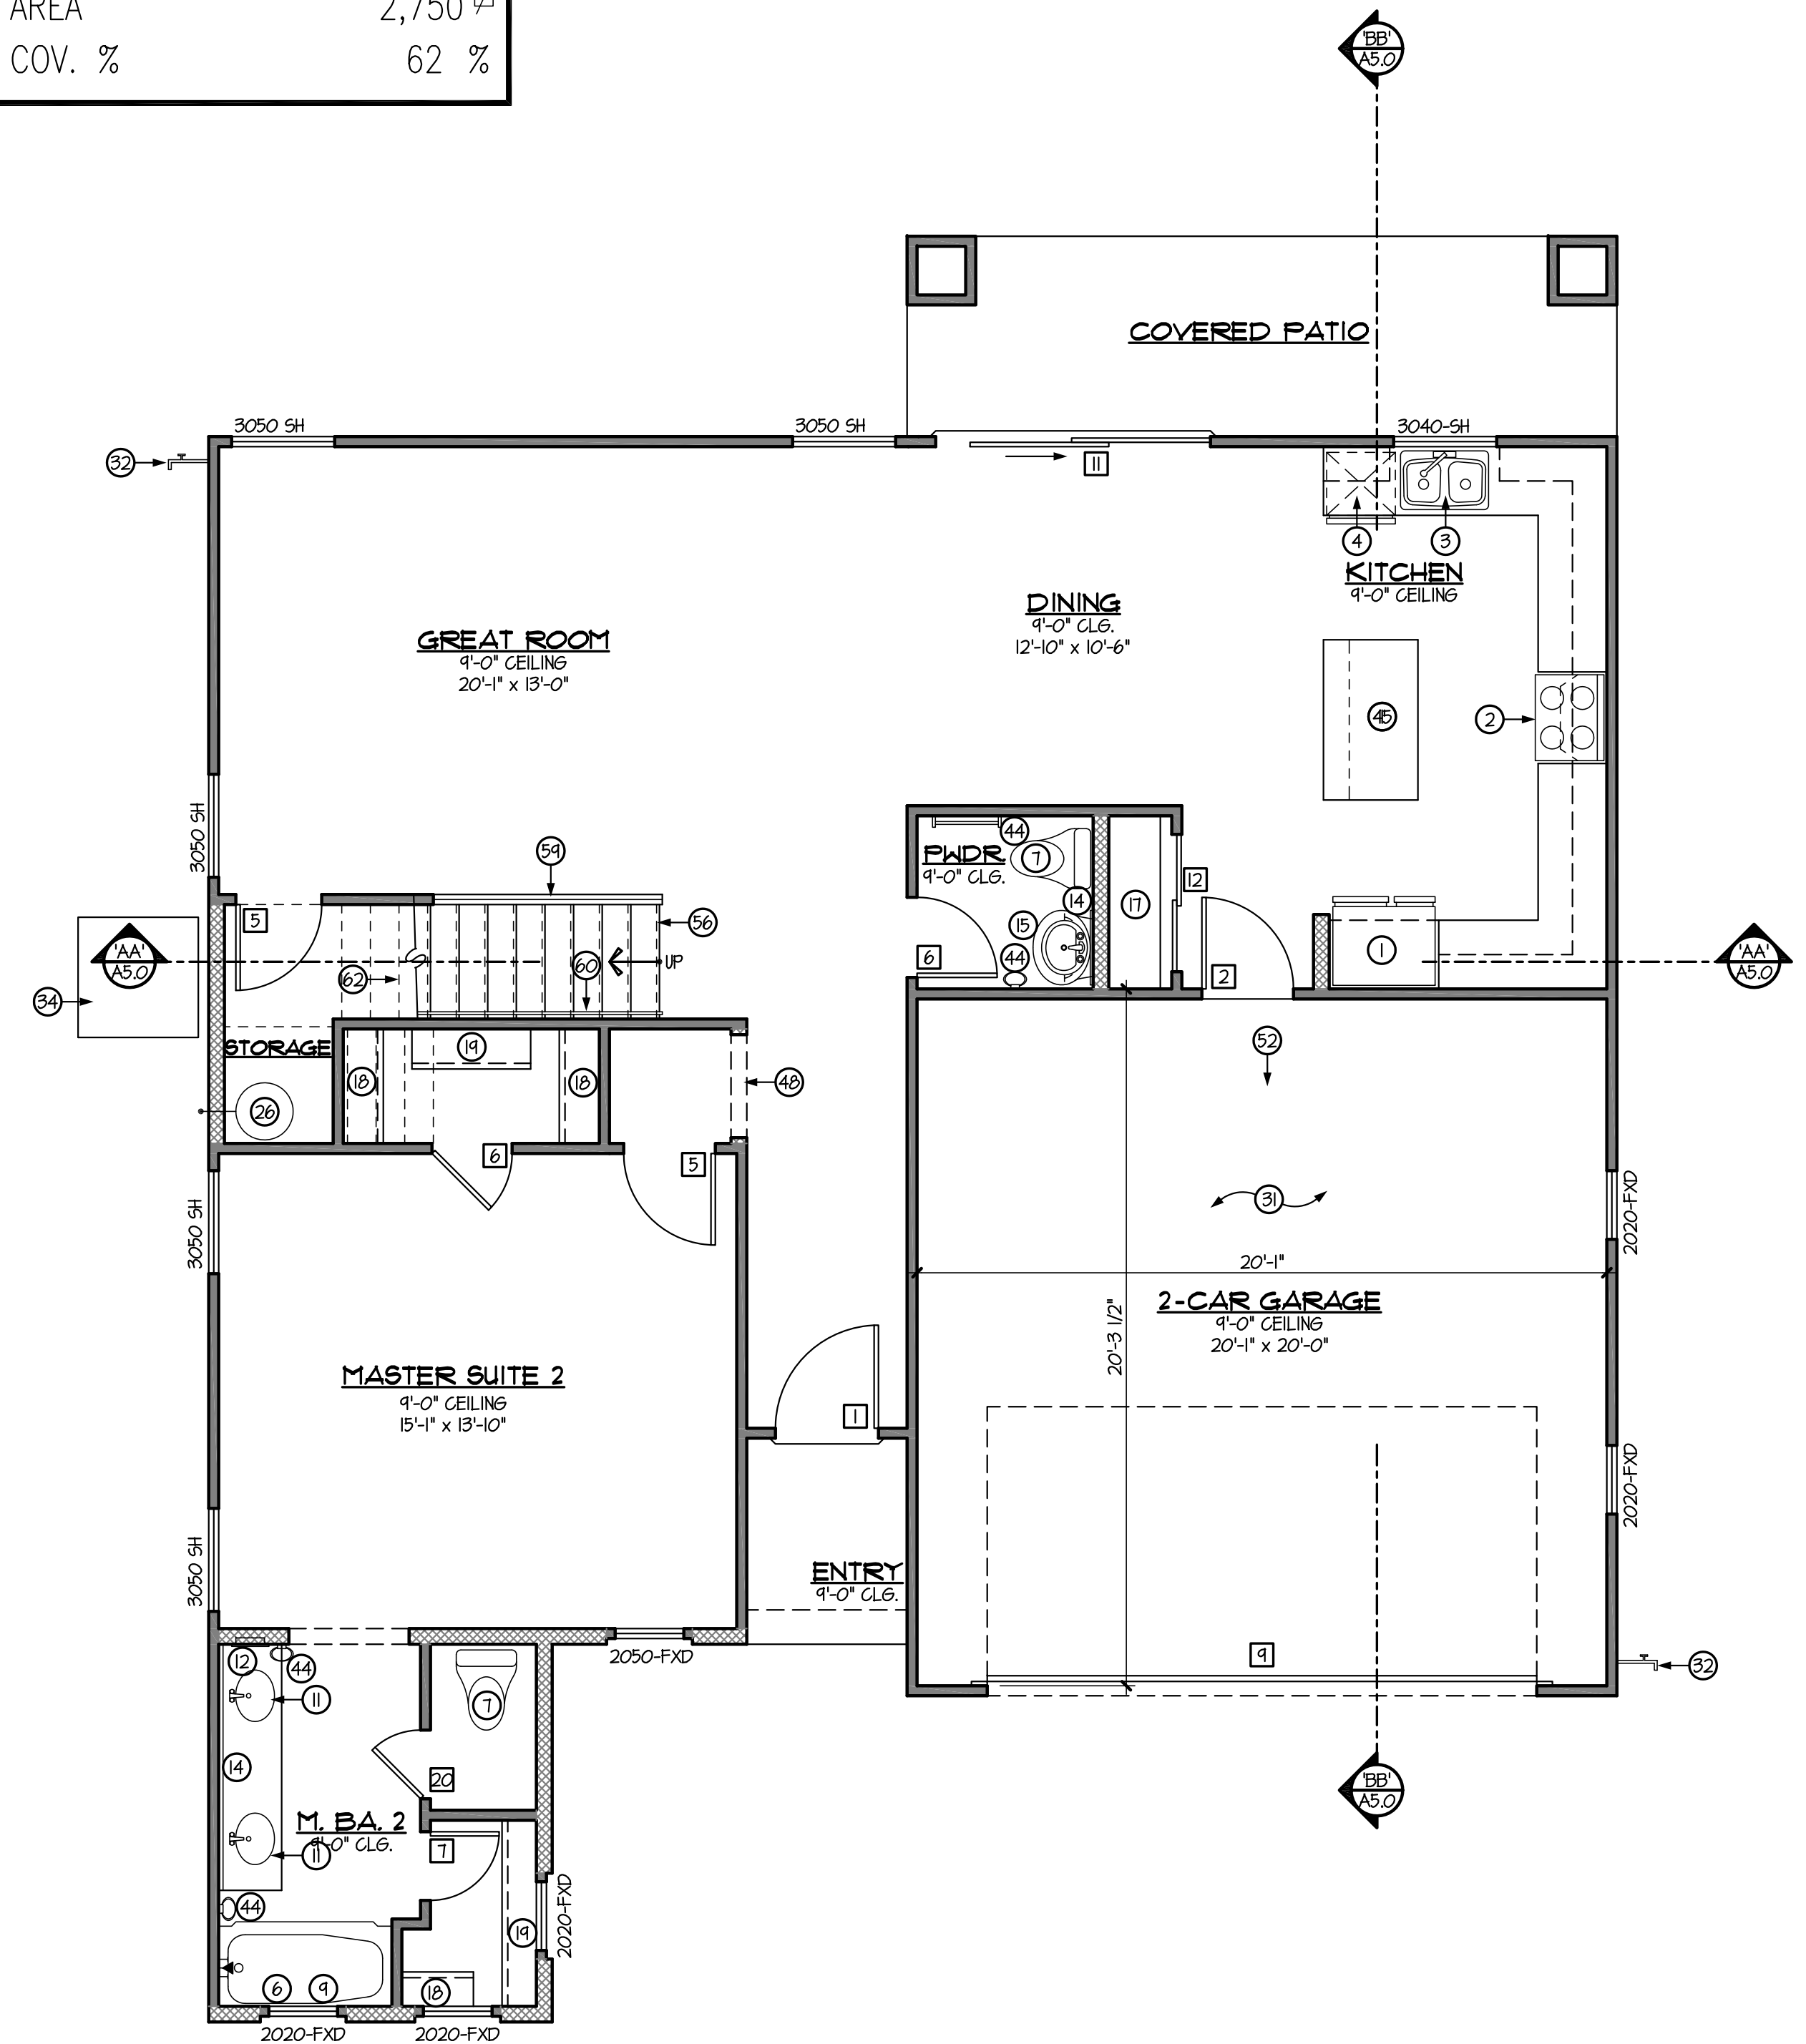 AREA 2,750
COV. % 62 %
'BB'
A5.0
COVERED PATIO
3050 SH
3050 SH
3040-SH
32
11
4
3
KITCHEN
9'-0" CEILING
DINING
9'-0" CLG.
12'-10" x 10'-6"
GREAT ROOM
9'-0" CEILING
20'-1" x 13'-0"
45
2
3050 SH
59
44
PWDR.
9'-0" CLG.
7
12
14
17
15
5
56
44
6
1
2
'AA'
A5.0
60
UP
62
'AA'
A5.0
34
STORAGE
19
18
18
48
52
26
6
5
3050 SH
31
2020-FXD
20'-1"
2-CAR GARAGE
9'-0" CEILING
20'-1" x 20'-0"
20'-3 1/2"
MASTER SUITE 2
9'-0" CEILING
15'-1" x 13'-10"
1
2020-FXD
3050 SH
ENTRY
9'-0" CLG.
2050-FXD
9
32
12
44
11
7
14
20
'BB'
A5.0
M. BA. 2
9'-0" CLG.
11
7
44
19
2020-FXD
6
9
18
2020-FXD
2020-FXD